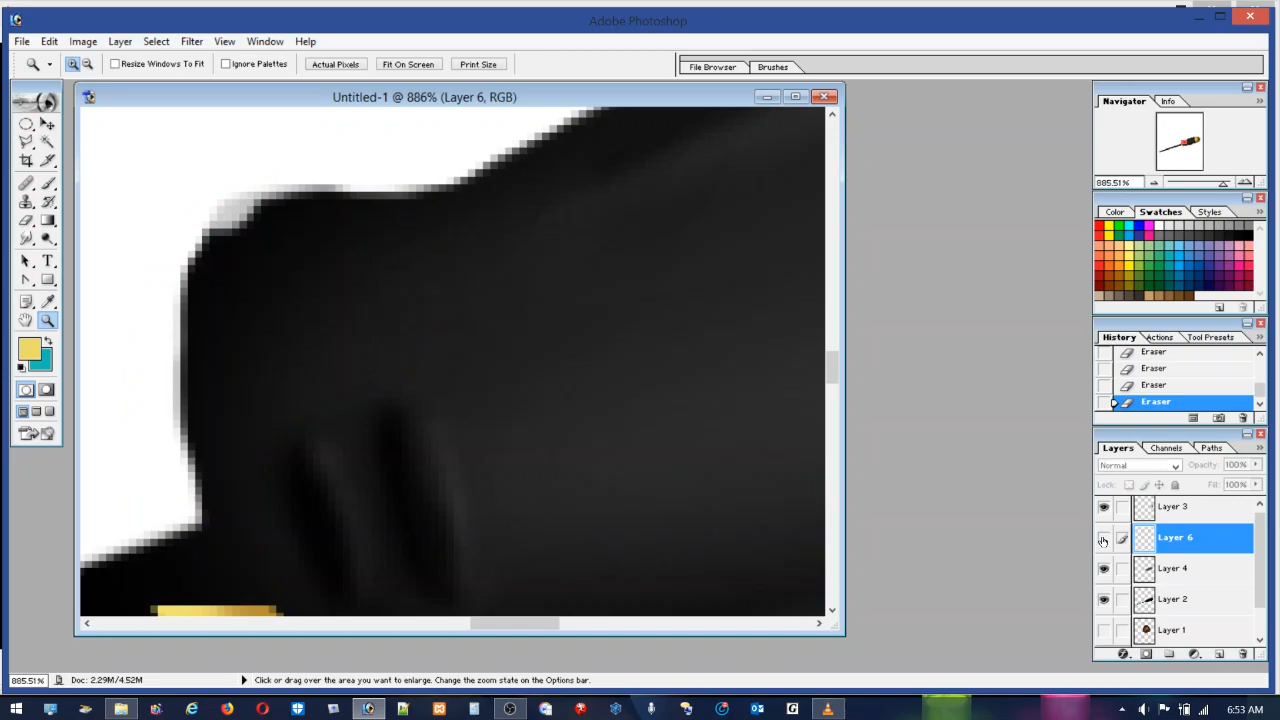 Adobe Photoshop
File Edit Image Layer Select Filter View Window Help
Resize Windows To Fit Ignore Palettes Actual Pixels Fit On Screen Print Size File Browser Brushes
Untitled-1 @ 886% (Layer 6, RGB)
Navigator Info
885.51%
Color Swatches Styles
History Actions Tool Presets
Eraser
Eraser
Eraser
Eraser
Layers Channels Paths
Normal Opacity: 100%
Lock: Fill: 100%
Layer 3
Layer 6
Layer 4
Layer 2
Layer 1
885.51% Doc: 2.29M/4.52M Click or drag over the area you want to enlarge. Change the zoom state on the Options bar.
6:53 AM